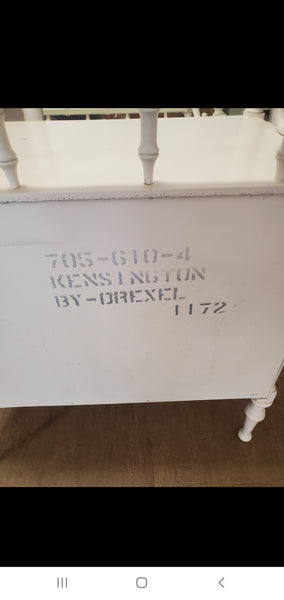 705-610-4
KENSINGTON
BY-DREXEL
1172